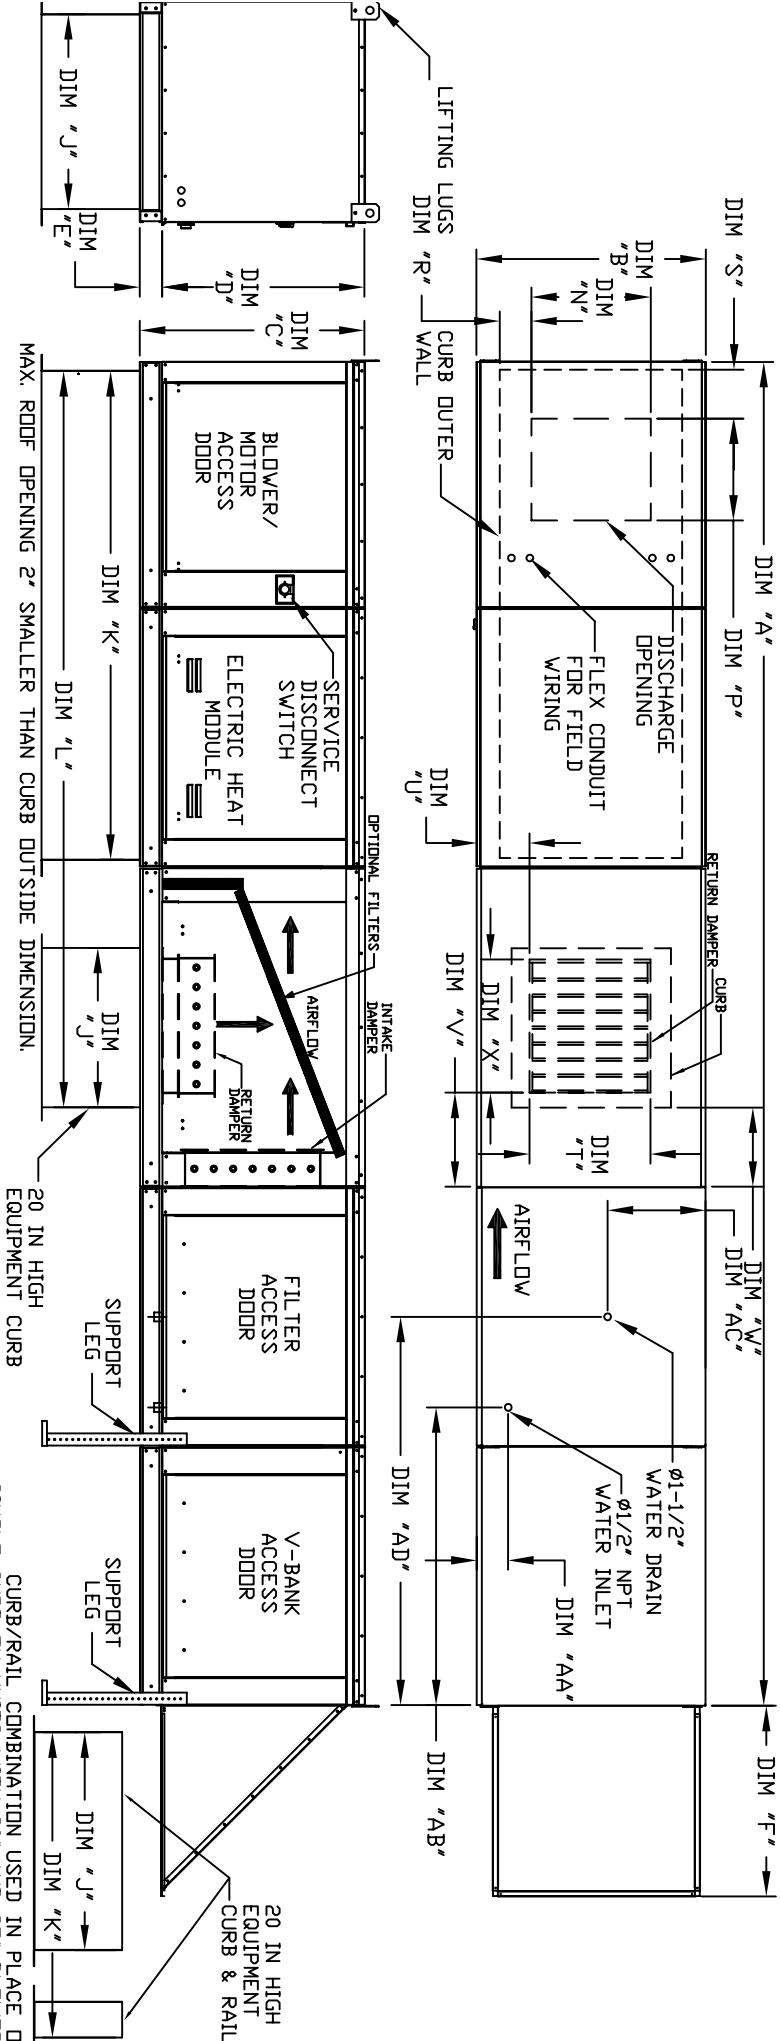 DIM "S"
DIM "A"
DIM "P"
DIM
"B"
DIM
"N"
DIM "R"
LIFTING LUGS
CURB OUTER
WALL
DISCHARGE
OPENING
FLEX CONDUIT
FOR FIELD
WIRING
DIM
"U"
RETURN DAMPER
CURB
DIM "X"
DIM "V"
DIM
"T"
DIM "W"
DIM "AC"
AIRFLOW
Ø1-1/2"
WATER DRAIN
Ø1/2" NPT
WATER INLET
DIM "AA"
DIM "AD"
DIM "AB"
DIM "F"
DIM "J"
DIM
"E"
DIM
"D"
DIM
"C"
BLOWER/
MOTOR
ACCESS
DOOR
SERVICE
DISCONNECT
SWITCH
ELECTRIC HEAT
MODULE
OPTIONAL FILTERS
AIRFLOW
INTAKE
DAMPER
RETURN
DAMPER
FILTER
ACCESS
DOOR
V-BANK
ACCESS
DOOR
DIM "K"
DIM "L"
DIM
"J"
MAX. ROOF OPENING 2" SMALLER THAN CURB OUTSIDE DIMENSION.
20 IN HIGH
EQUIPMENT CURB
SUPPORT
LEG
SUPPORT
LEG
20 IN HIGH
EQUIPMENT
CURB & RAIL
DIM "J"
DIM "K"
CURB/RAIL COMBINATION USED IN PLACE